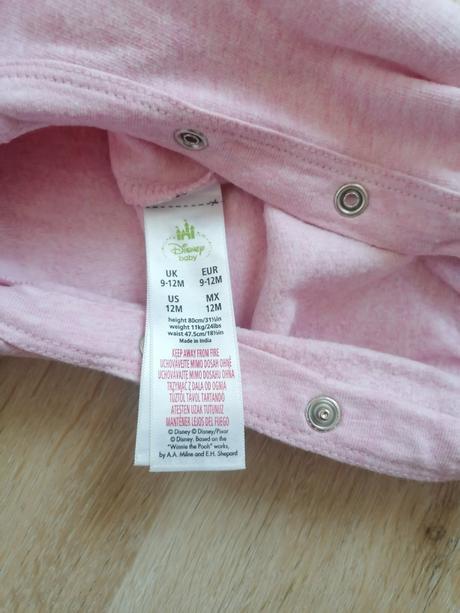 Disney
baby
UK EUR
9-12M 9-12M
US MX
12M 12M
height 80cm/31½in
weight 11kg/24lbs
waist 47.5cm/18½in
Made in India
KEEP AWAY FROM FIRE
UCHOVÁVEJTE MIMO DOSAH OHNĚ
UCHOVÁVAJTE MIMO DOSAHU OHŇA
TRZYMAĆ Z DALA OD OGNIA
TŰZTŐL TÁVOL TARTANDÓ
ATEŞTEN UZAK TUTUNUZ
MANTENER LEJOS DEL FUEGO
© Disney © Disney/Pixar
© Disney. Based on the
"Winnie the Pooh" works,
by A.A. Milne and E.H. Shepard